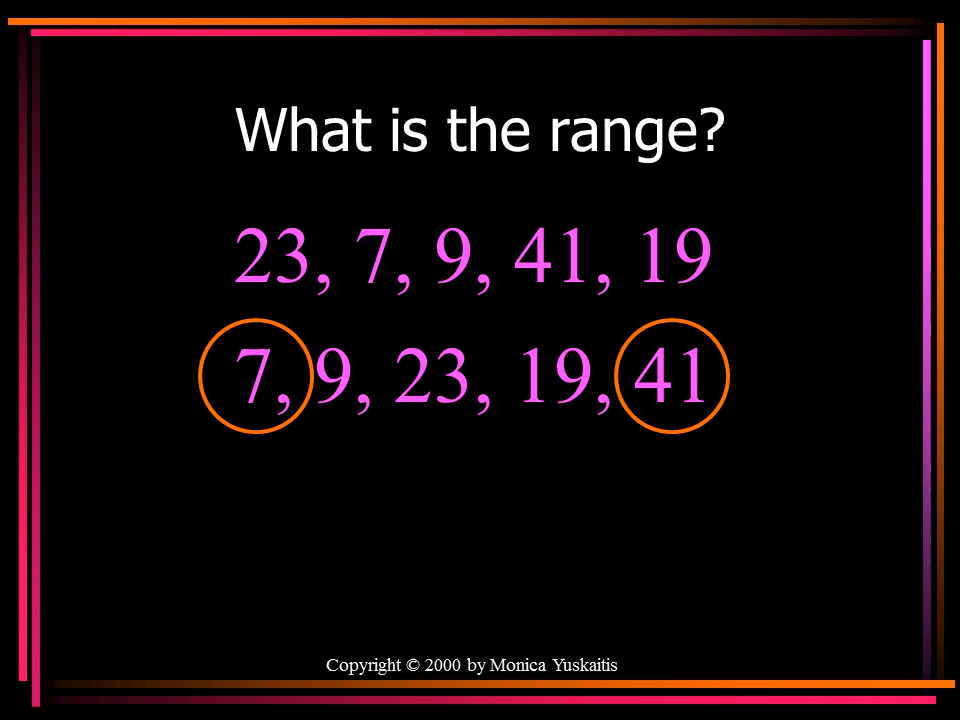 What is the range?
23, 7, 9, 41, 19
7, 9, 23, 19, 41
Copyright © 2000 by Monica Yuskaitis